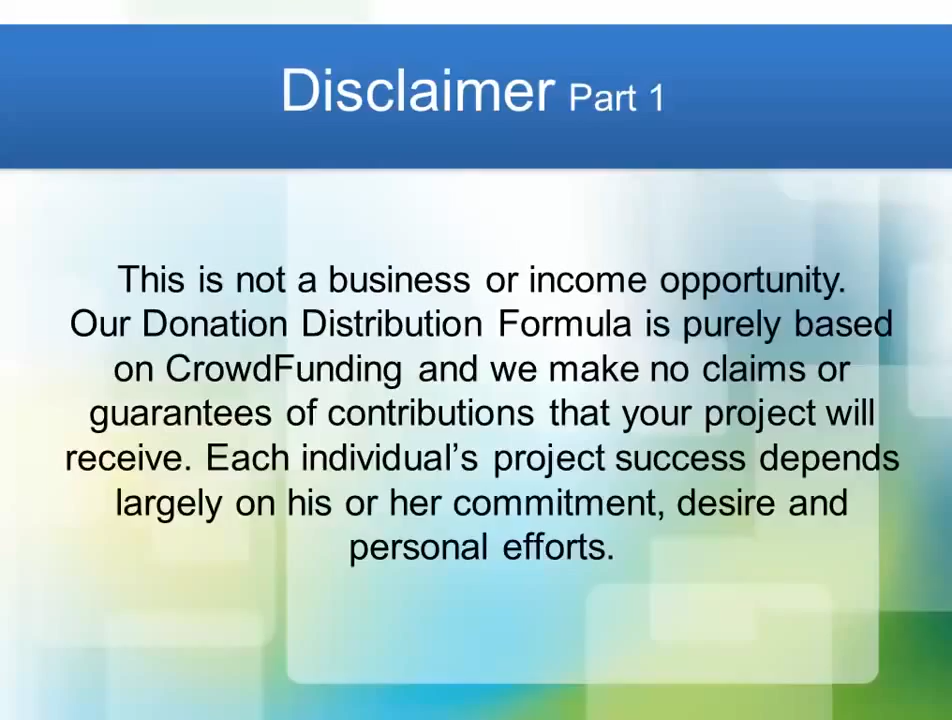 Disclaimer Part 1
This is not a business or income opportunity.
Our Donation Distribution Formula is purely based
on CrowdFunding and we make no claims or
guarantees of contributions that your project will
receive. Each individual’s project success depends
largely on his or her commitment, desire and
personal efforts.